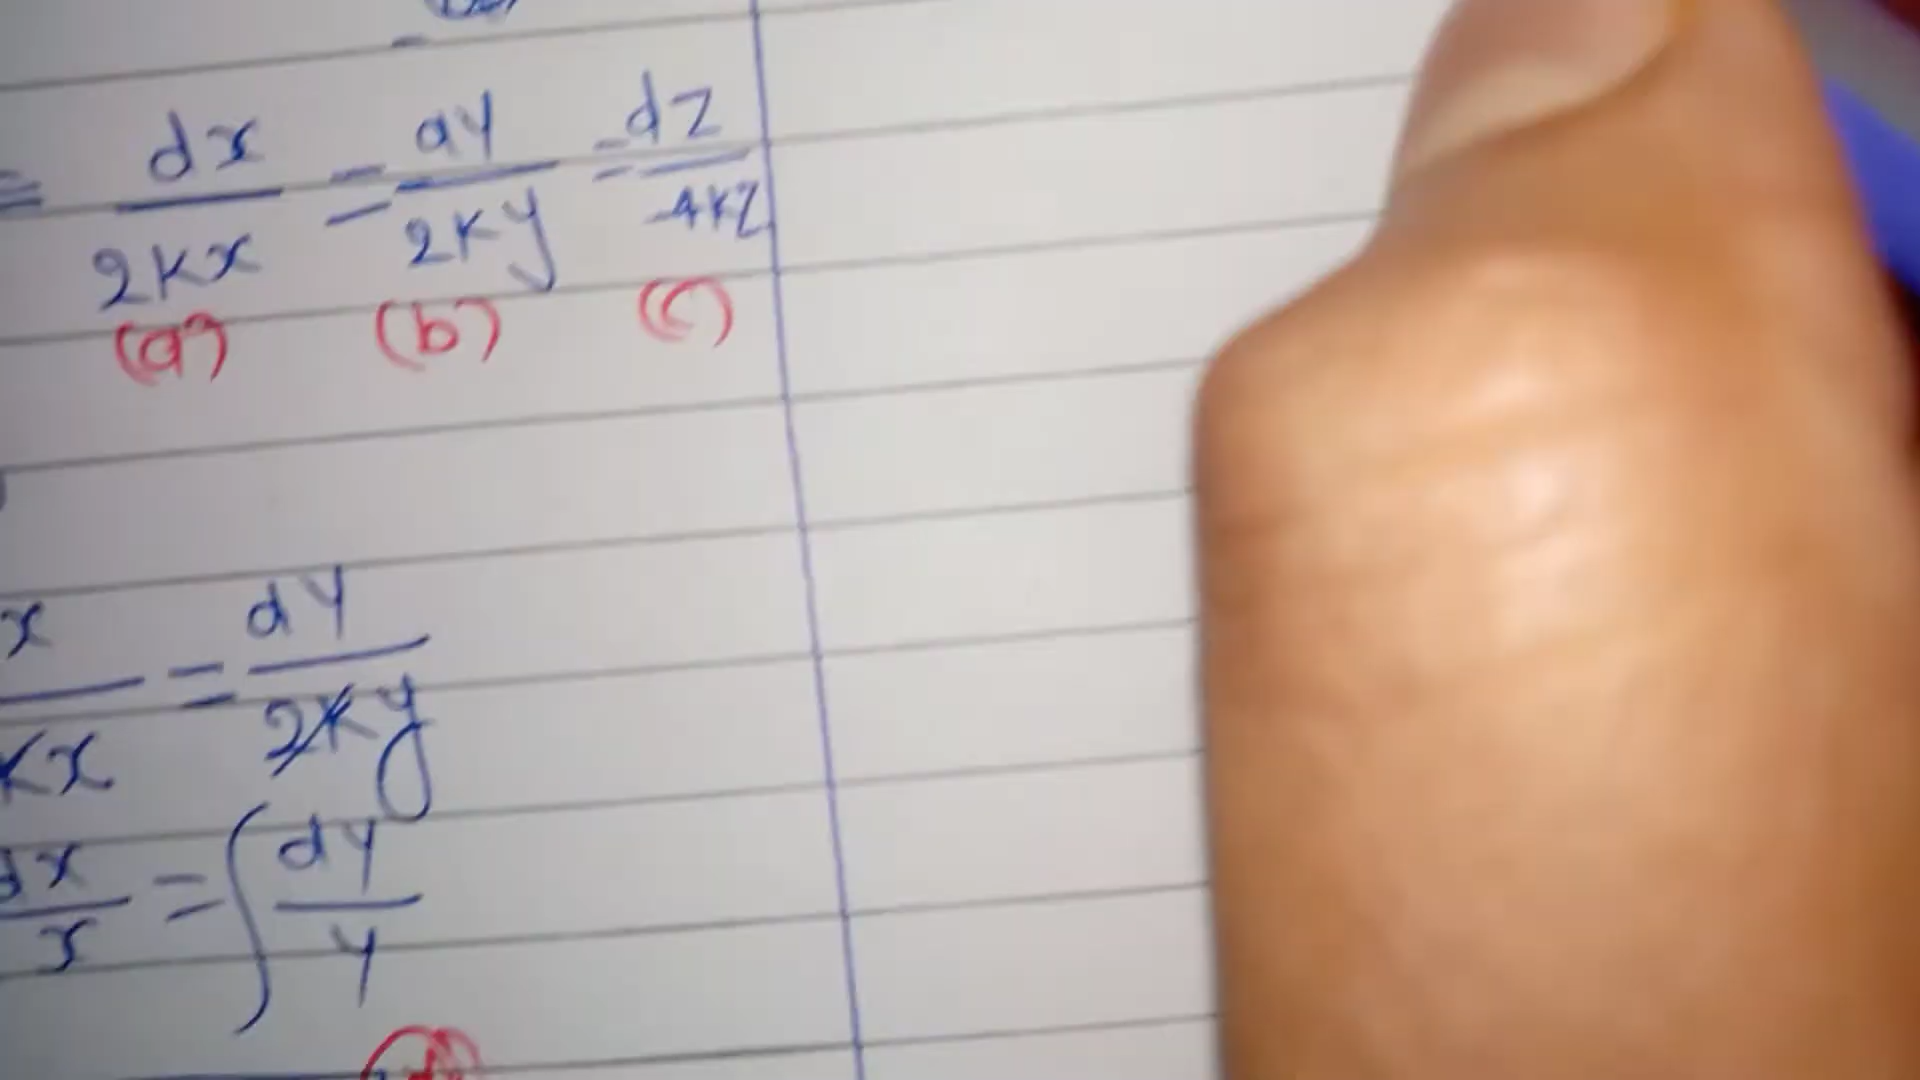 = dx/2Kx = dy/2Ky = dz/-4KZ
(a) (b) (c)
x/Kx = dy/2Ky
dx/x = ∫ dy/y